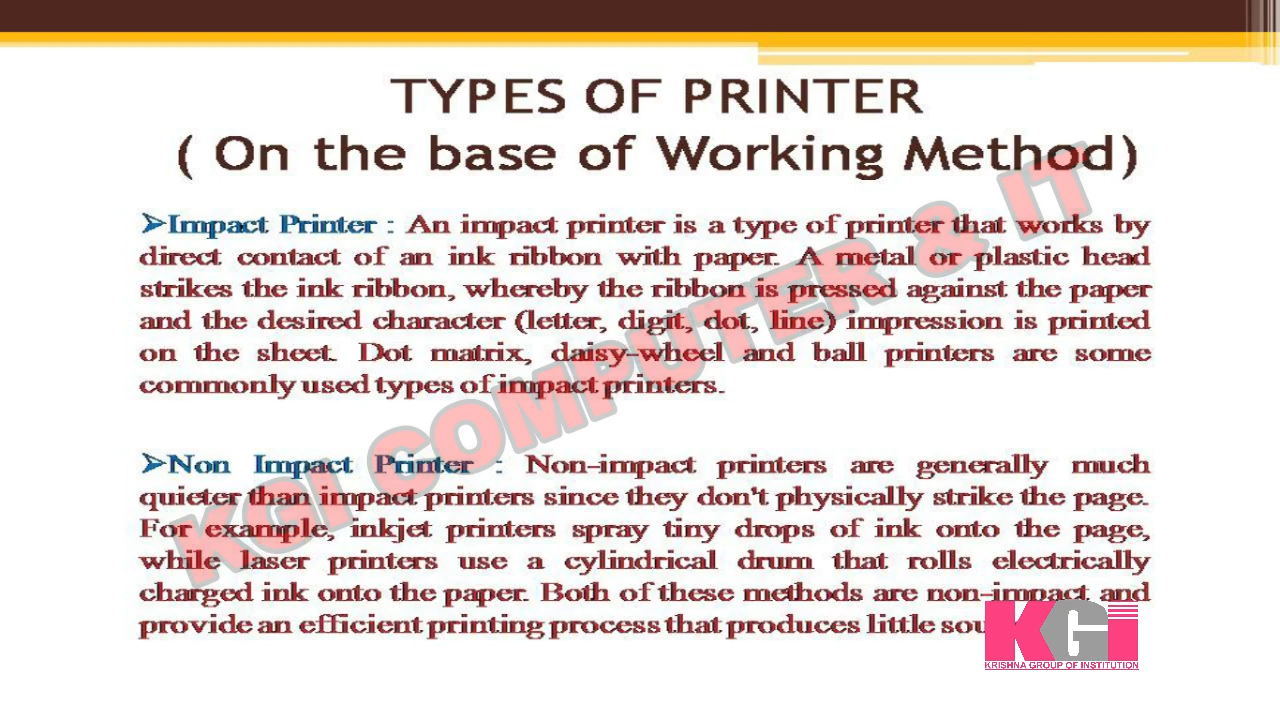 TYPES OF PRINTER
( On the base of Working Method)
➢Impact Printer : An impact printer is a type of printer that works by
direct contact of an ink ribbon with paper. A metal or plastic head
strikes the ink ribbon, whereby the ribbon is pressed against the paper
and the desired character (letter, digit, dot, line) impression is printed
on the sheet. Dot matrix, daisy-wheel and ball printers are some
commonly used types of impact printers.
➢Non Impact Printer : Non-impact printers are generally much
quieter than impact printers since they don't physically strike the page.
For example, inkjet printers spray tiny drops of ink onto the page,
while laser printers use a cylindrical drum that rolls electrically
charged ink onto the paper. Both of these methods are non-impact and
provide an efficient printing process that produces little
KGI COMPUTER & IT
KGi
KRISHNA GROUP OF INSTITUTION